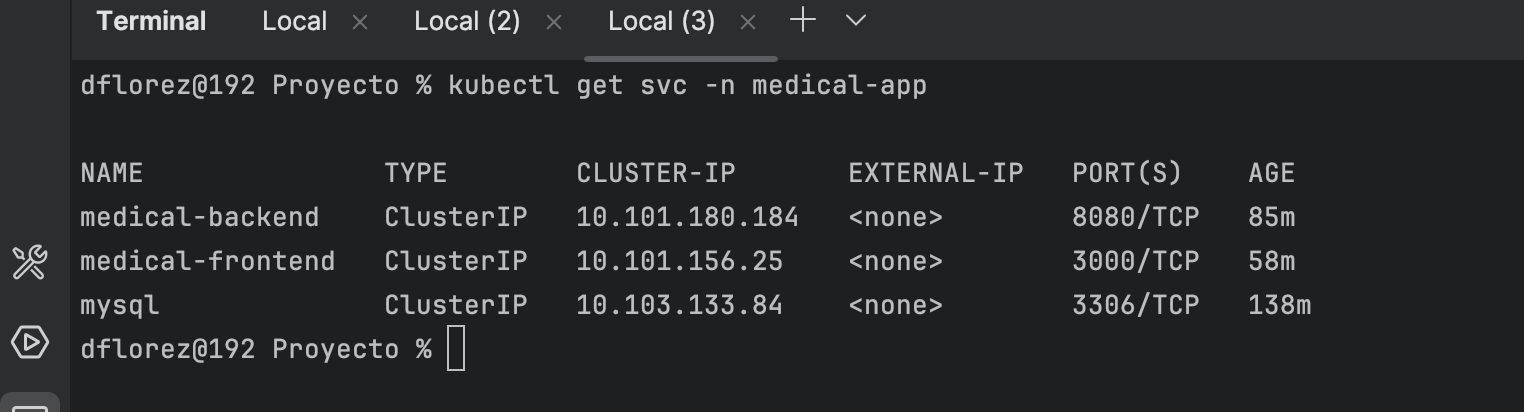 Terminal Local × Local (2) × Local (3) ×
dflorez@192 Proyecto % kubectl get svc -n medical-app
NAME TYPE CLUSTER-IP EXTERNAL-IP PORT(S) AGE
medical-backend ClusterIP 10.101.180.184 <none> 8080/TCP 85m
medical-frontend ClusterIP 10.101.156.25 <none> 3000/TCP 58m
mysql ClusterIP 10.103.133.84 <none> 3306/TCP 138m
dflorez@192 Proyecto %